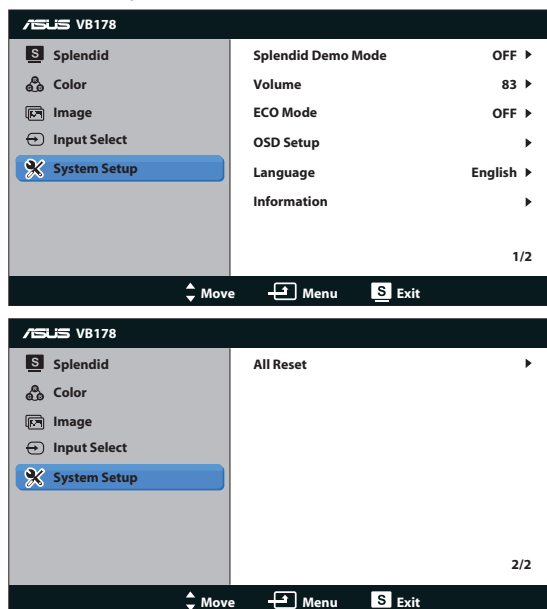 ASUS VB178
S Splendid
Color
Image
Input Select
System Setup
Splendid Demo Mode OFF
Volume 83
ECO Mode OFF
OSD Setup
Language English
Information
1/2
Move Menu S Exit
ASUS VB178
S Splendid
Color
Image
Input Select
System Setup
All Reset
2/2
Move Menu S Exit